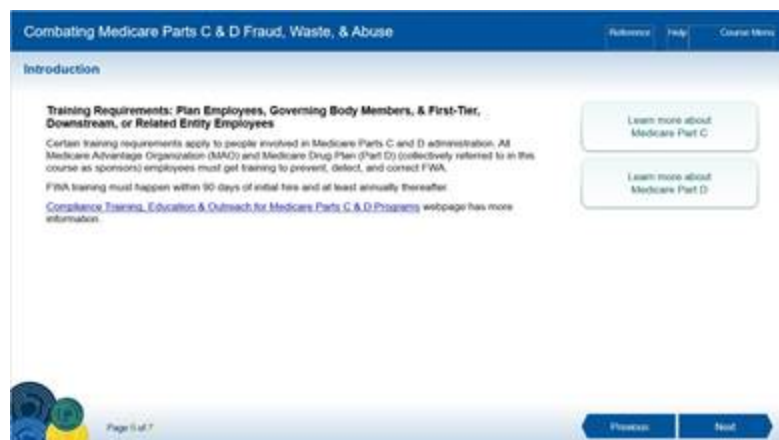 Combating Medicare Parts C & D Fraud, Waste, & Abuse
Reference Help Course Menu
Introduction
Training Requirements: Plan Employees, Governing Body Members, & First-Tier,
Downstream, or Related Entity Employees
Certain training requirements apply to people involved in Medicare Parts C and D administration. All
Medicare Advantage Organization (MAO) and Medicare Drug Plan (Part D) (collectively referred to in this
course as sponsors) employees must get training to prevent, detect, and correct FWA.
FWA training must happen within 90 days of initial hire and at least annually thereafter.
Compliance Training, Education & Outreach for Medicare Parts C & D Programs webpage has more
information.
Learn more about
Medicare Part C
Learn more about
Medicare Part D
Page 5 of 7
Previous Next